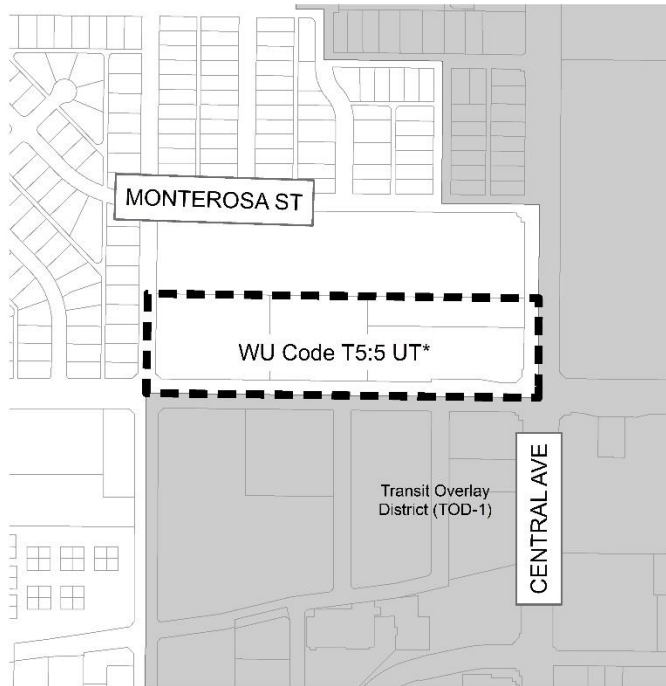 MONTEROSA ST
WU Code T5:5 UT*
Transit Overlay
District (TOD-1)
CENTRAL AVE